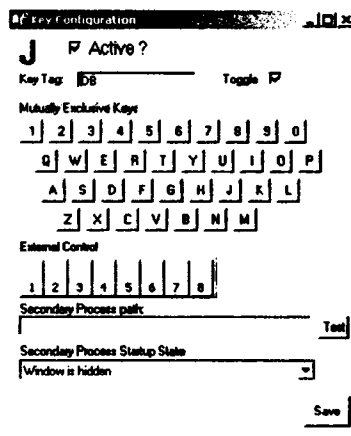 Key Configuration
J Active ?
Key Tag: DB Toggle
Mutually Exclusive Keys
1 2 3 4 5 6 7 8 9 0
Q W E R T Y U I O P
A S D F G H J K L
Z X C V B N M
External Control
1 2 3 4 5 6 7 8
Secondary Process path:
Test
Secondary Process Startup State
Window is hidden
Save